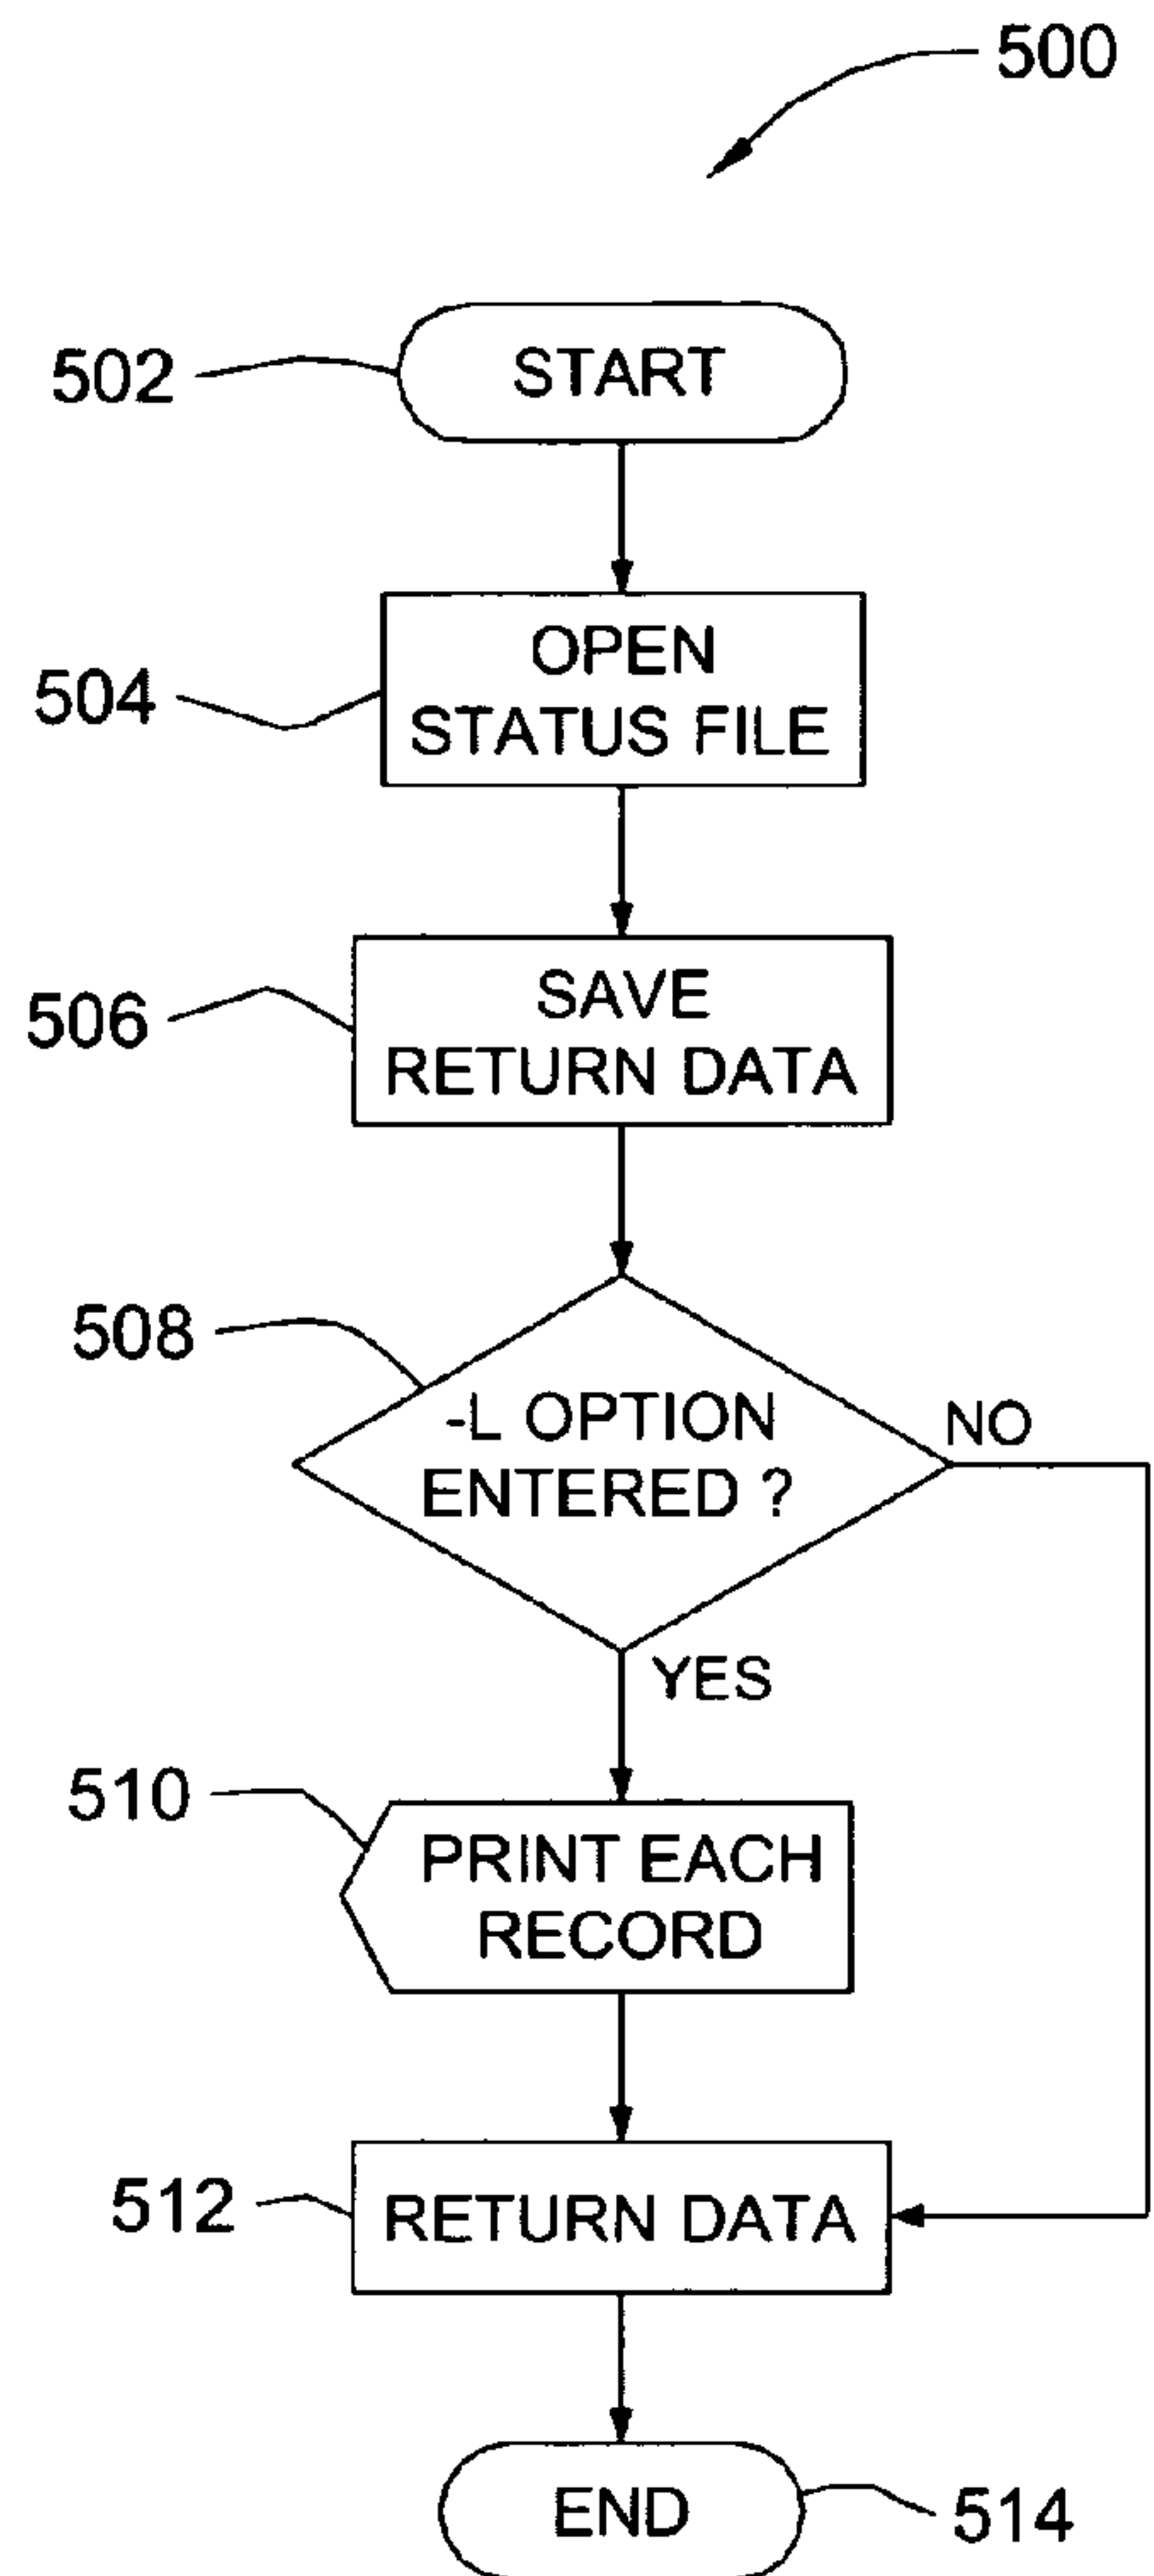 500
502
START
504
OPEN
STATUS FILE
506
SAVE
RETURN DATA
508
-L OPTION
ENTERED ?
NO
YES
510
PRINT EACH
RECORD
512
RETURN DATA
END
514